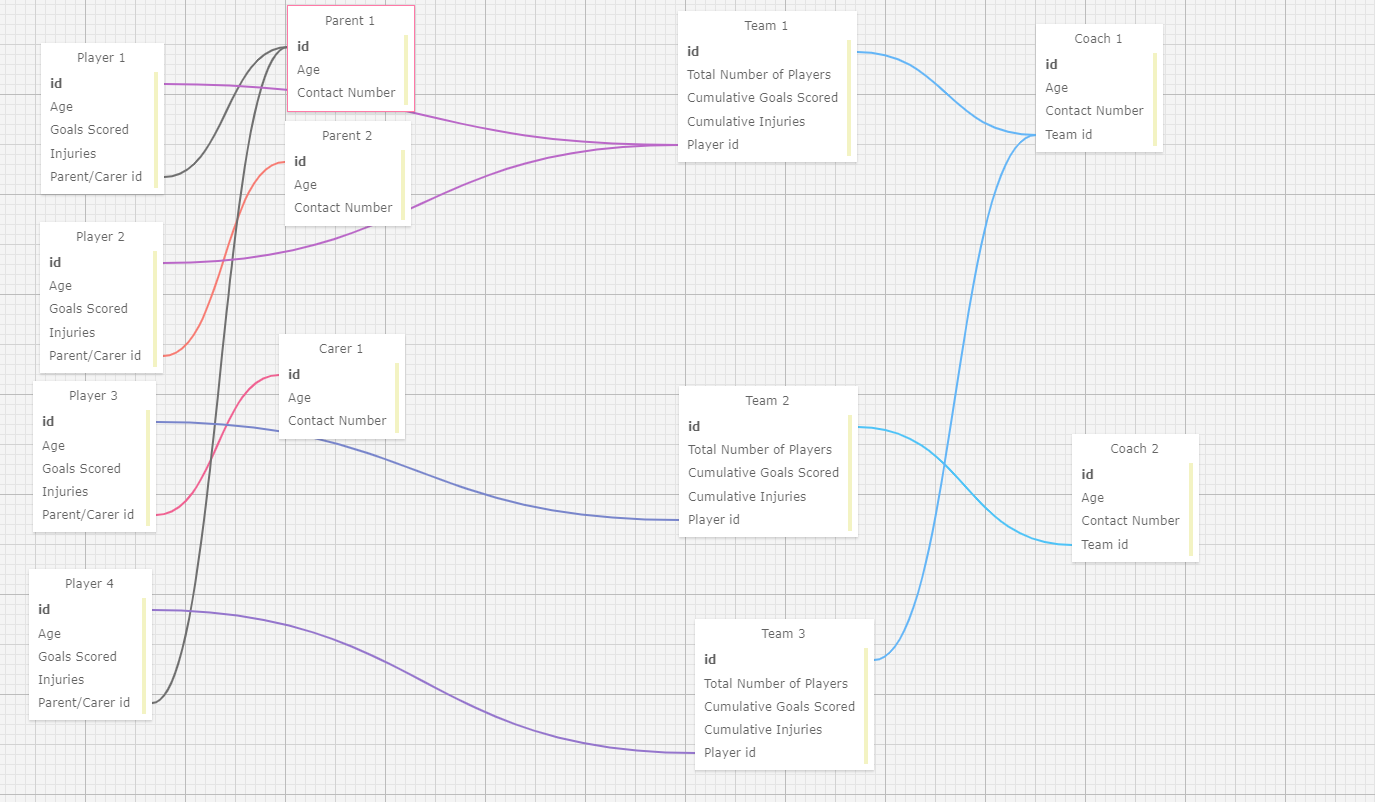 Parent 1
id
Age
Contact Number
Player 1
id
Age
Goals Scored
Injuries
Parent/Carer id
Parent 2
id
Age
Contact Number
Player 2
id
Age
Goals Scored
Injuries
Parent/Carer id
Carer 1
id
Age
Contact Number
Player 3
id
Age
Goals Scored
Injuries
Parent/Carer id
Player 4
id
Age
Goals Scored
Injuries
Parent/Carer id
Team 1
id
Total Number of Players
Cumulative Goals Scored
Cumulative Injuries
Player id
Team 2
id
Total Number of Players
Cumulative Goals Scored
Cumulative Injuries
Player id
Team 3
id
Total Number of Players
Cumulative Goals Scored
Cumulative Injuries
Player id
Coach 1
id
Age
Contact Number
Team id
Coach 2
id
Age
Contact Number
Team id